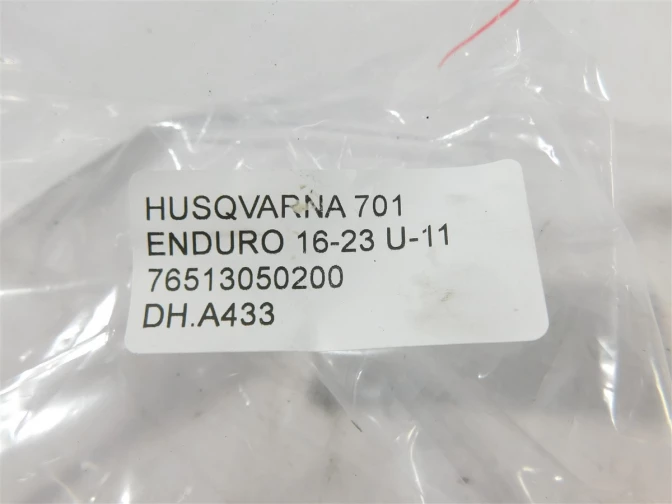 HUSQVARNA 701
ENDURO 16-23 U-11
76513050200
DH.A433